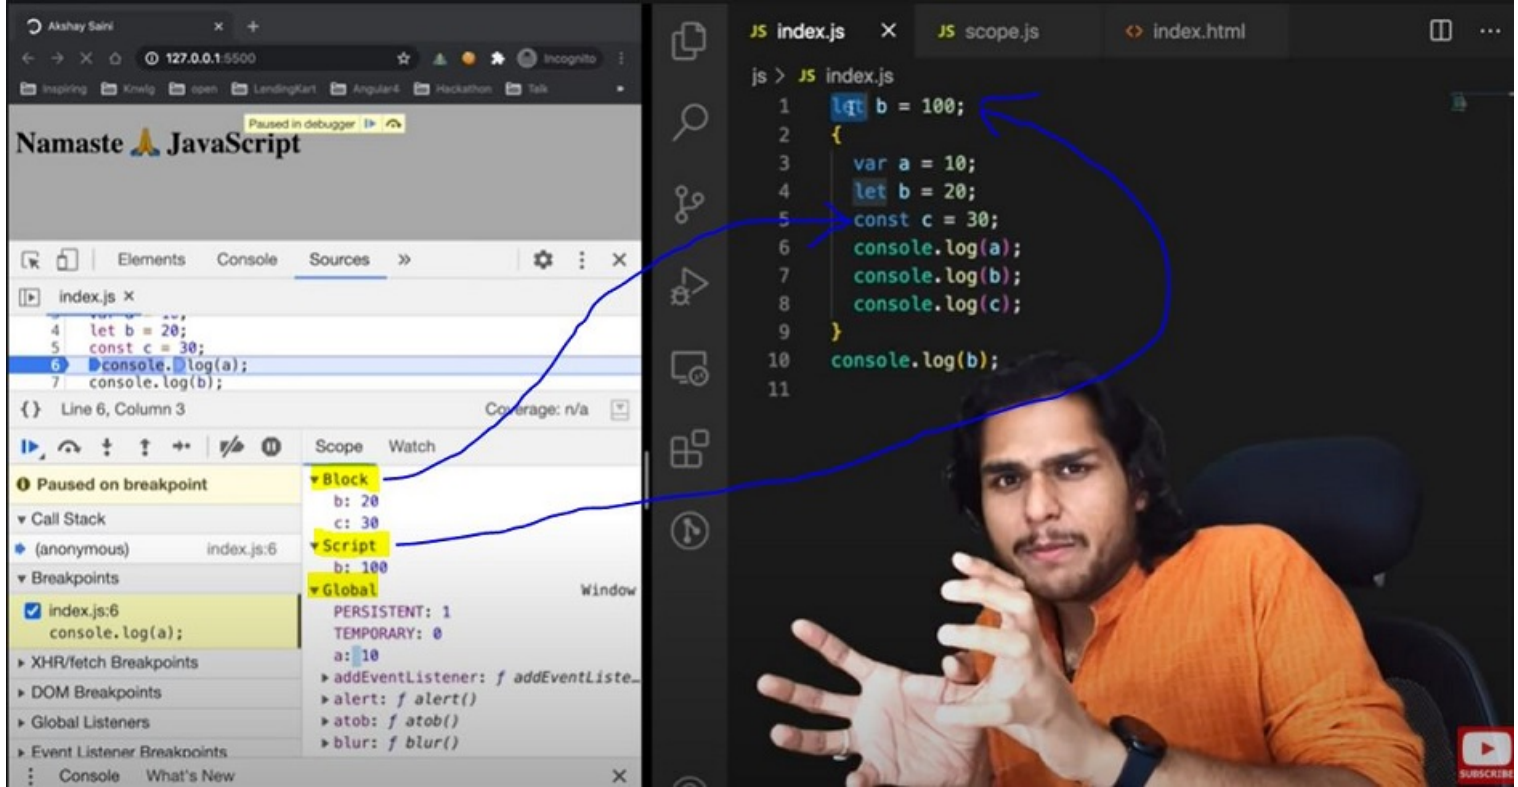 Akshay Saini
127.0.0.1:5500
Incognito
Inspiring Knwlg open LendingKart Angular4 Hackathon Talk
Paused in debugger
Namaste 🙏 JavaScript
Elements Console Sources
index.js
4 let b = 20;
5 const c = 30;
6 console.log(a);
7 console.log(b);
{} Line 6, Column 3 Coverage: n/a
Scope Watch
Paused on breakpoint
Call Stack
(anonymous) index.js:6
Breakpoints
index.js:6
console.log(a);
XHR/fetch Breakpoints
DOM Breakpoints
Global Listeners
Event Listener Breakpoints
Block
b: 20
c: 30
Script
b: 100
Global Window
PERSISTENT: 1
TEMPORARY: 0
a: 10
addEventListener: ƒ addEventListe…
alert: ƒ alert()
atob: ƒ atob()
blur: ƒ blur()
Console What's New
JS index.js JS scope.js <> index.html
js > JS index.js
1 let b = 100;
2 {
3 var a = 10;
4 let b = 20;
5 const c = 30;
6 console.log(a);
7 console.log(b);
8 console.log(c);
9 }
10 console.log(b);
11
SUBSCRIBE